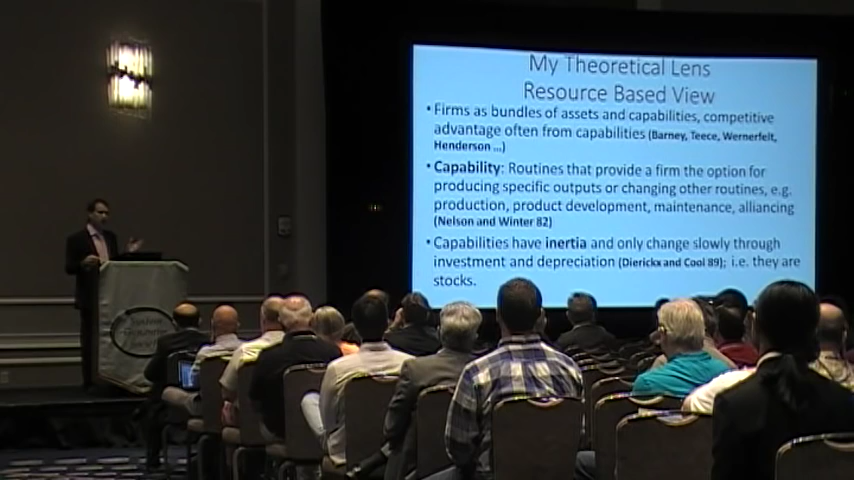 My Theoretical Lens
Resource Based View
• Firms as bundles of assets and capabilities, competitive
advantage often from capabilities (Barney, Teece, Wernerfelt,
Henderson ...)
• Capability: Routines that provide a firm the option for
producing specific outputs or changing other routines, e.g.
production, product development, maintenance, alliancing
(Nelson and Winter 82)
• Capabilities have inertia and only change slowly through
investment and depreciation (Dierickx and Cool 89); i.e. they are
stocks.
System
Dynamics
Society